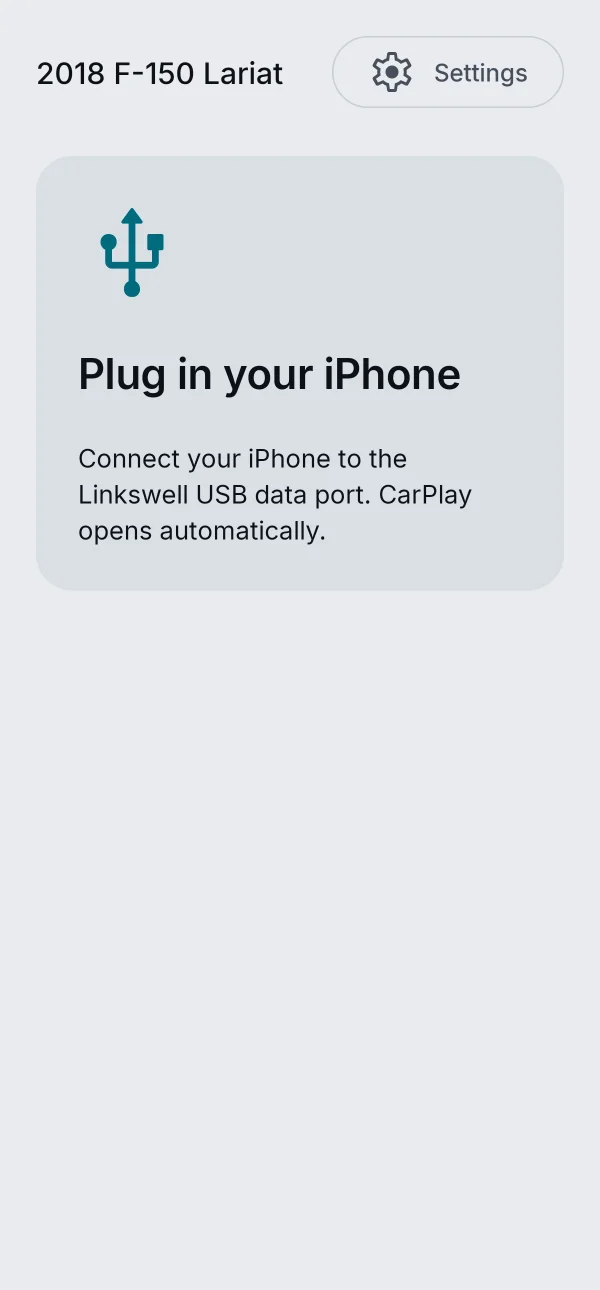 2018 F-150 Lariat
Settings
Plug in your iPhone
Connect your iPhone to the
Linkswell USB data port. CarPlay
opens automatically.